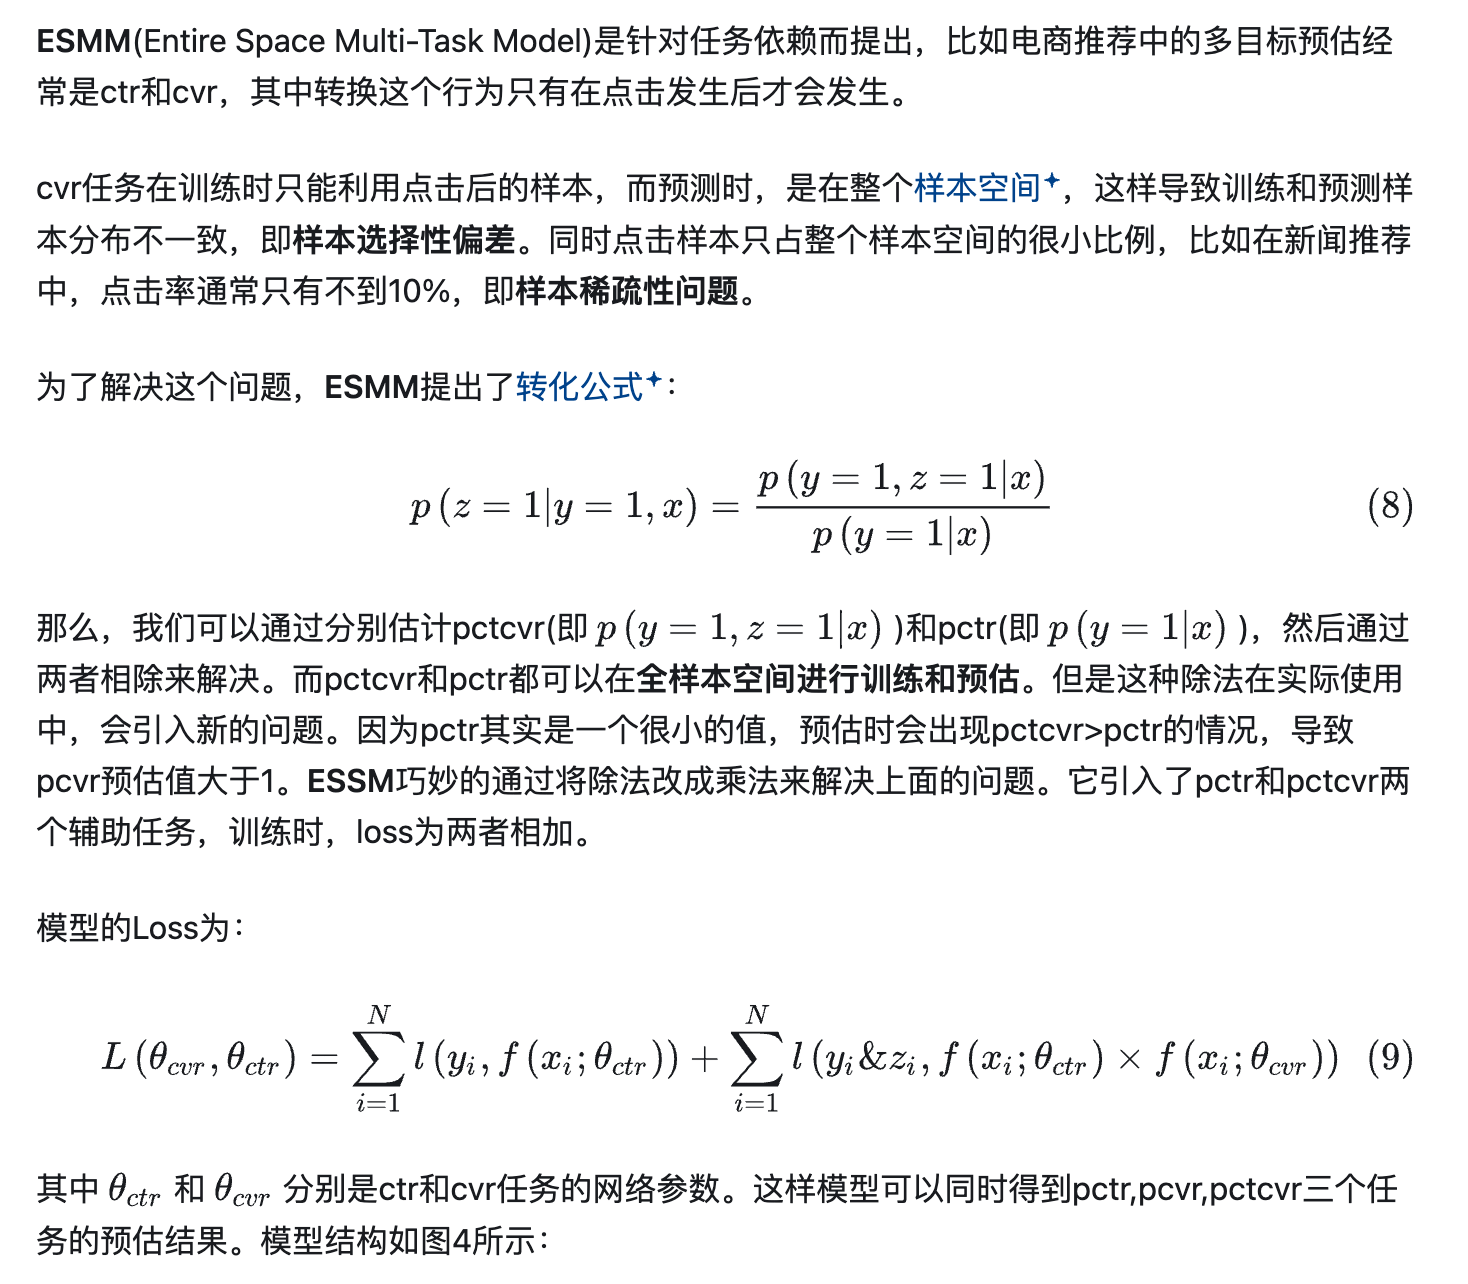 ESMM(Entire Space Multi-Task Model)是针对任务依赖而提出，比如电商推荐中的多目标预估经
常是ctr和cvr，其中转换这个行为只有在点击发生后才会发生。
cvr任务在训练时只能利用点击后的样本，而预测时，是在整个样本空间，这样导致训练和预测样
本分布不一致，即样本选择性偏差。同时点击样本只占整个样本空间的很小比例，比如在新闻推荐
中，点击率通常只有不到10%，即样本稀疏性问题。
为了解决这个问题，ESMM提出了转化公式：
p(z = 1|y = 1, x) = \frac{p(y = 1, z = 1|x)}{p(y = 1|x)} (8)
那么，我们可以通过分别估计pctcvr(即 p(y = 1, z = 1|x) )和pctr(即 p(y = 1|x) )，然后通过
两者相除来解决。而pctcvr和pctr都可以在全样本空间进行训练和预估。但是这种除法在实际使用
中，会引入新的问题。因为pctr其实是一个很小的值，预估时会出现pctcvr>pctr的情况，导致
pcvr预估值大于1。ESSM巧妙的通过将除法改成乘法来解决上面的问题。它引入了pctr和pctcvr两
个辅助任务，训练时，loss为两者相加。
模型的Loss为：
L(θ_{cvr}, θ_{ctr}) = \sum_{i=1}^{N} l(y_i, f(x_i; θ_{ctr})) + \sum_{i=1}^{N} l(y_i \& z_i, f(x_i; θ_{ctr}) × f(x_i; θ_{cvr})) (9)
其中 θ_{ctr} 和 θ_{cvr} 分别是ctr和cvr任务的网络参数。这样模型可以同时得到pctr,pcvr,pctcvr三个任
务的预估结果。模型结构如图4所示：